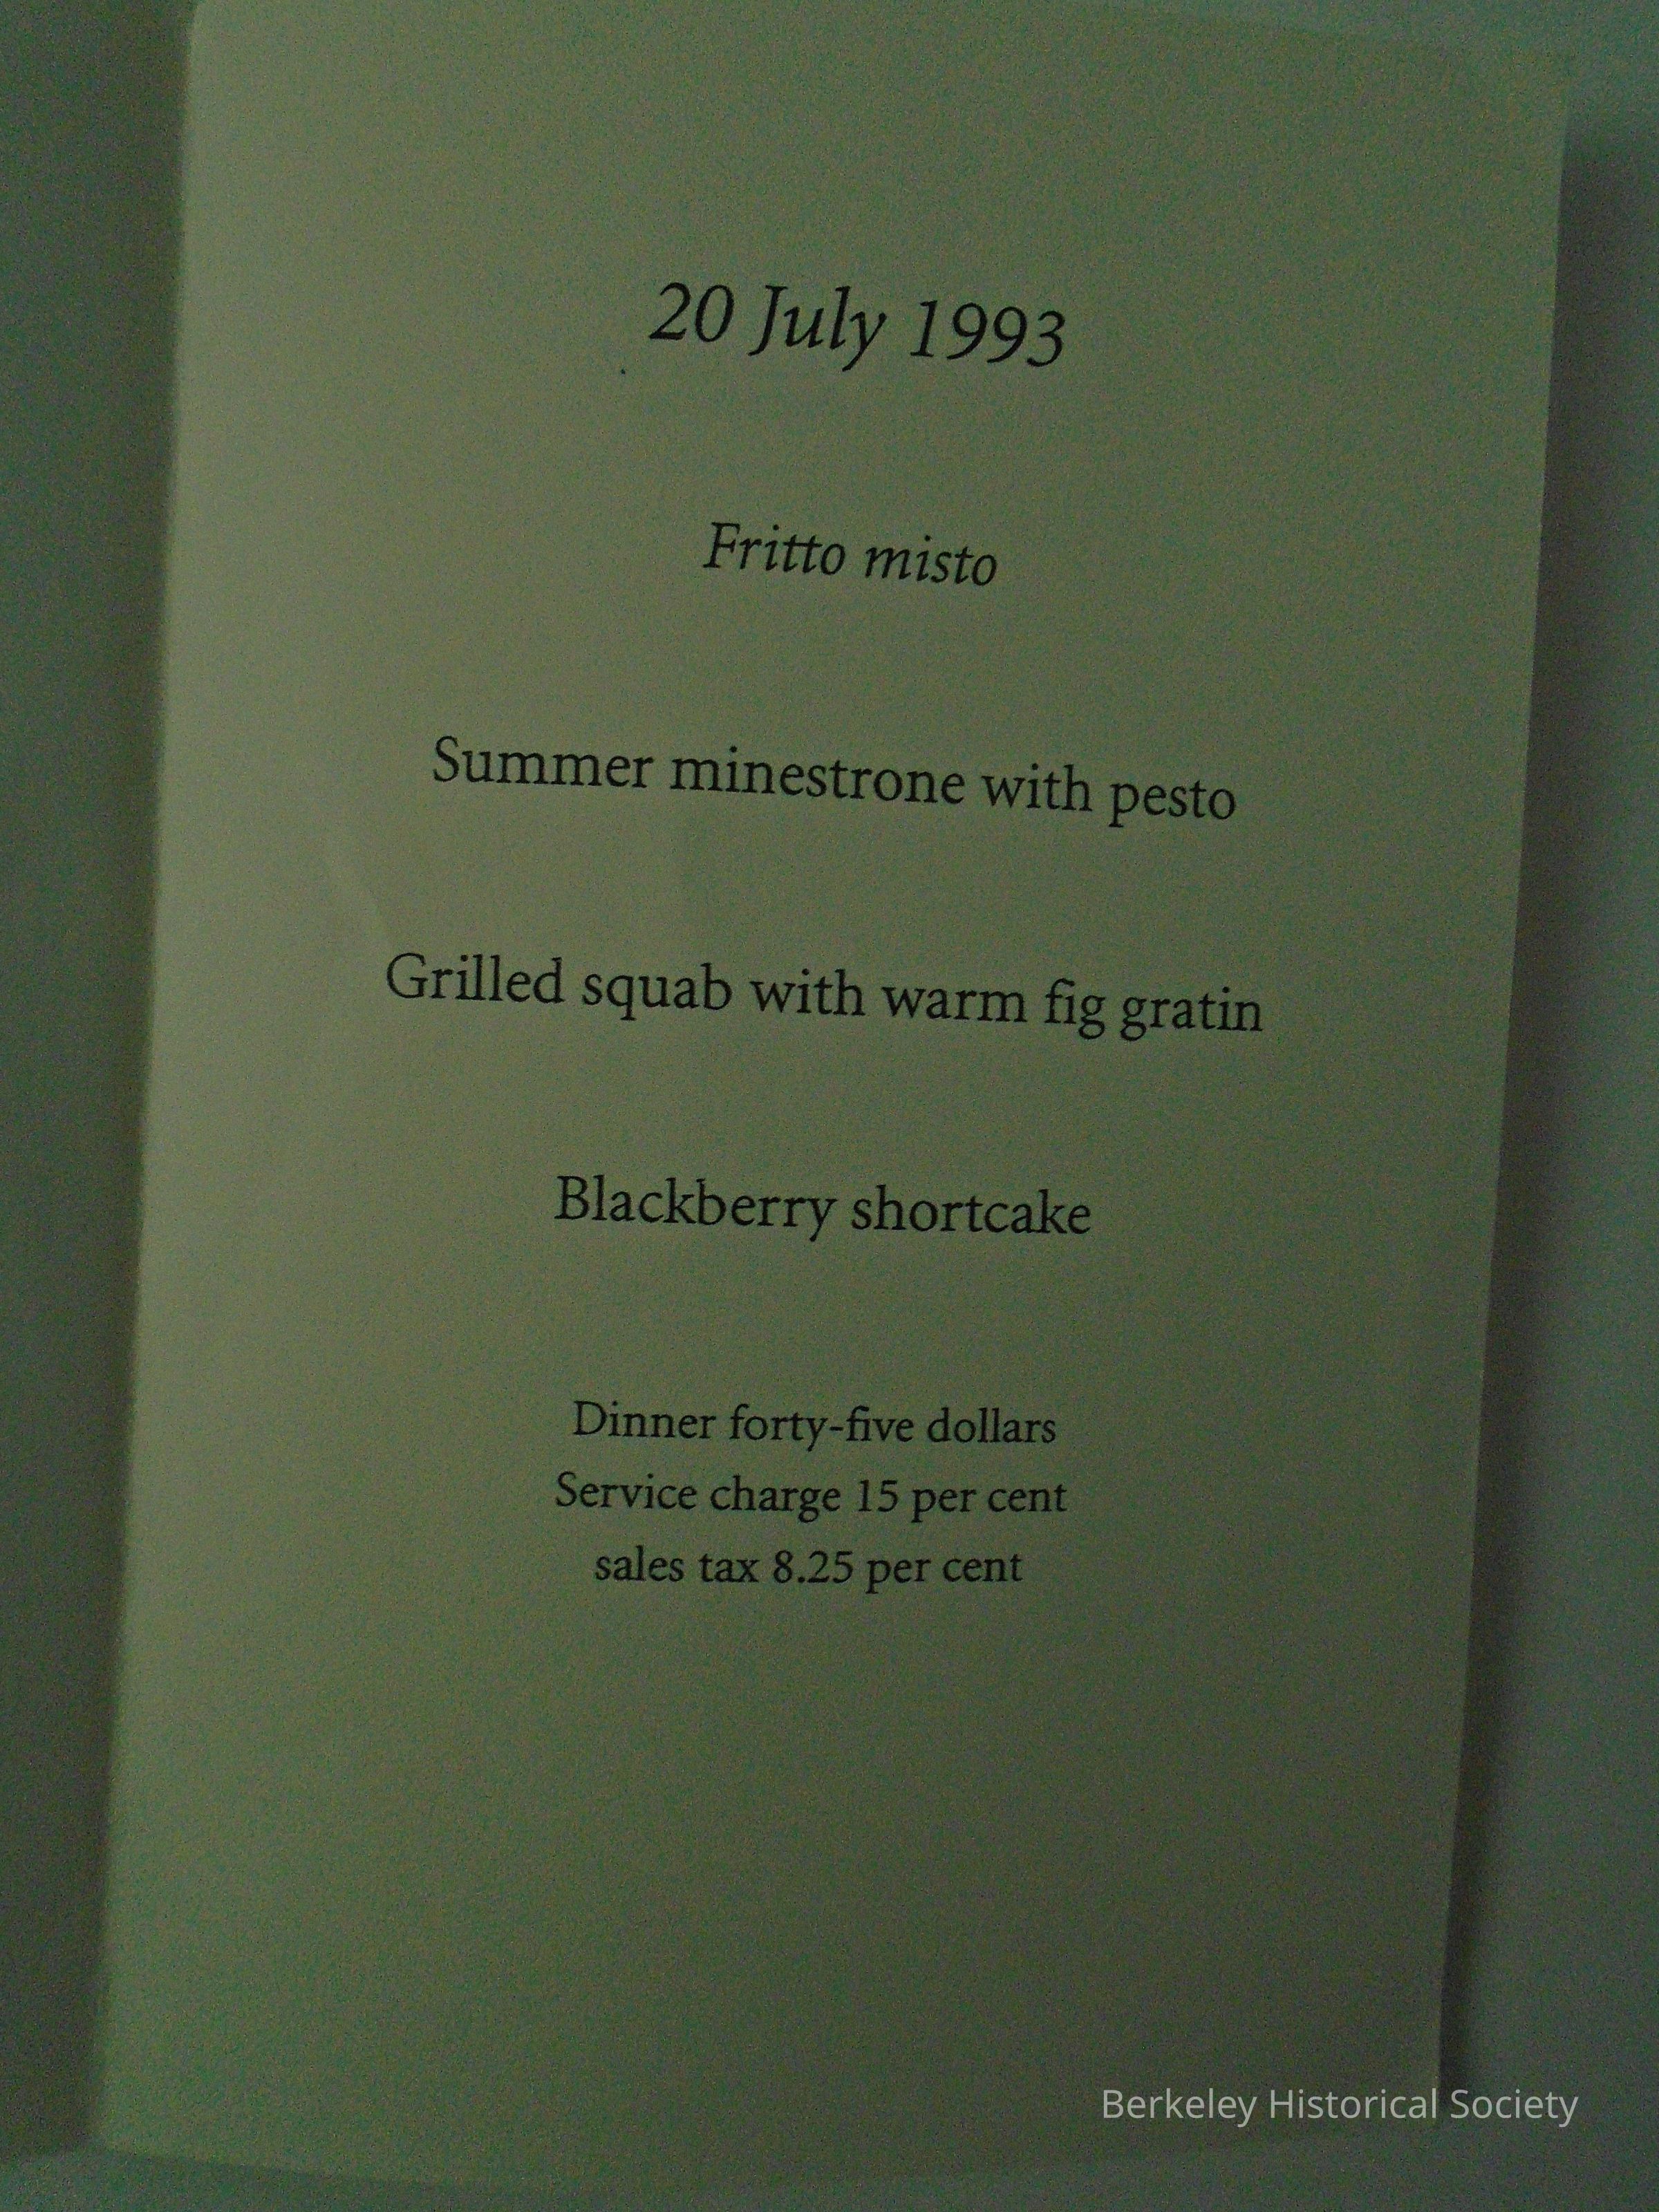 20 July 1993
Fritto misto
Summer minestrone with pesto
Grilled squab with warm fig gratin
Blackberry shortcake
Dinner forty-five dollars
Service charge 15 per cent
sales tax 8.25 per cent
Berkeley Historical Society